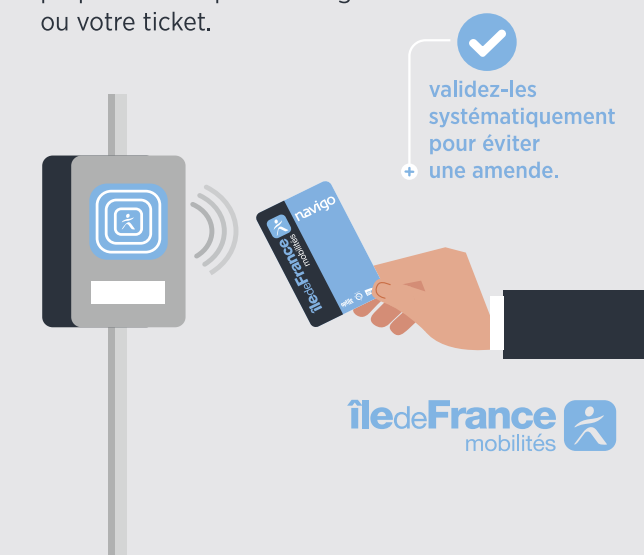 ou votre ticket.
validez-les
systématiquement
pour éviter
une amende.
navigo
îledeFrance
mobilités
îledeFrance
mobilités